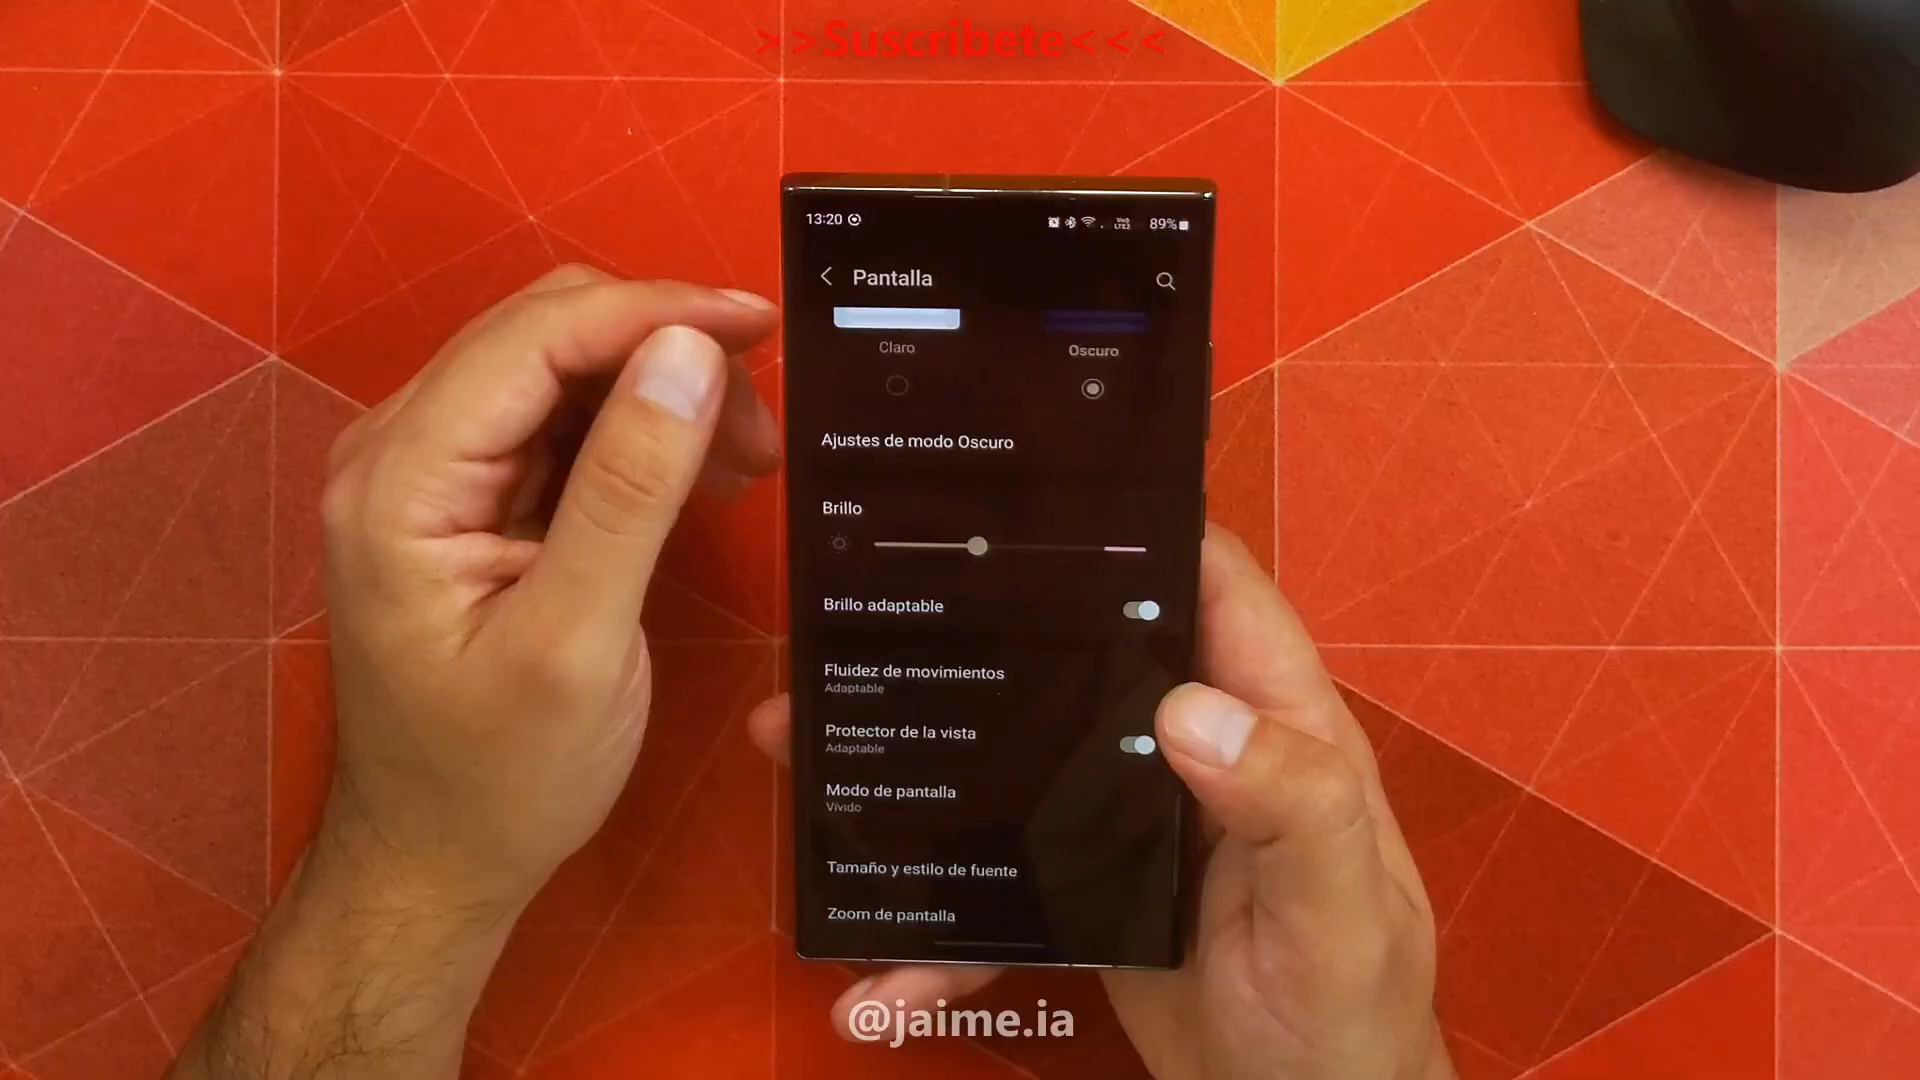 >>Suscribete<<<
13:20
89%
Pantalla
Claro
Oscuro
Ajustes de modo Oscuro
Brillo
Brillo adaptable
Fluidez de movimientos
Adaptable
Protector de la vista
Adaptable
Modo de pantalla
Vívido
Tamaño y estilo de fuente
Zoom de pantalla
@jaime.ia